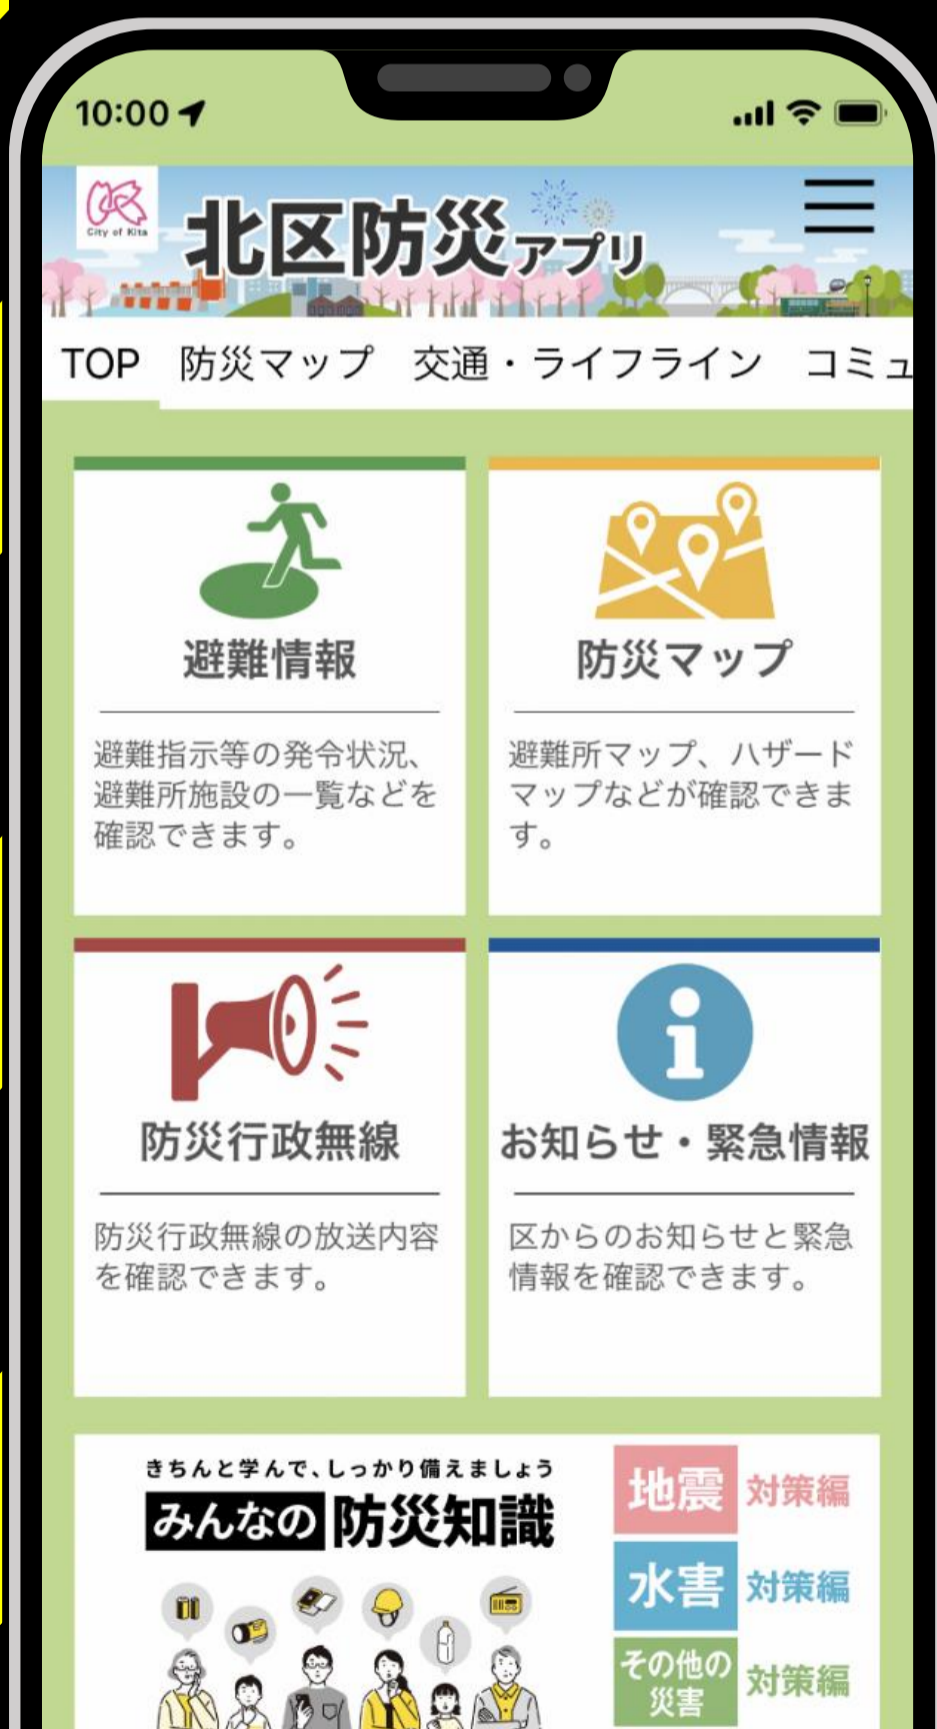 10:00
City of Kita
北区防災アプリ
TOP 防災マップ 交通・ライフライン コミュ
避難情報
避難指示等の発令状況、
避難所施設の一覧などを
確認できます。
防災マップ
避難所マップ、ハザード
マップなどが確認できま
す。
防災行政無線
防災行政無線の放送内容
を確認できます。
お知らせ・緊急情報
区からのお知らせと緊急
情報を確認できます。
きちんと学んで、しっかり備えましょう
みんなの防災知識
地震 対策編
水害 対策編
その他の
災害 対策編